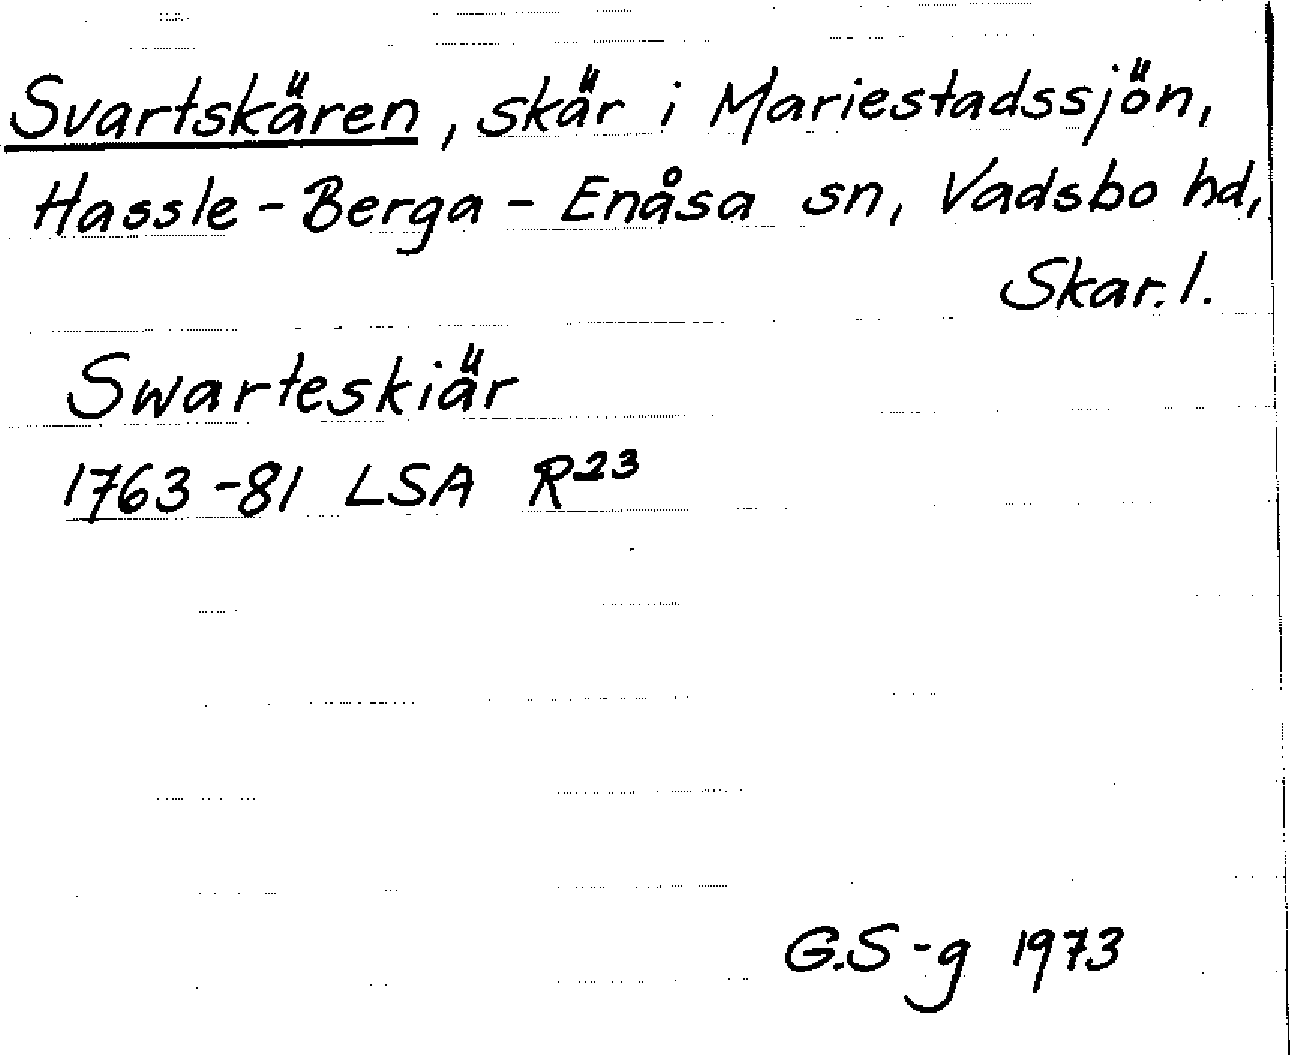 Svartskären, skär i Mariestadssjön,
Hassle-Berga-Enåsa sn, Vadsbo hd,
Skar.l.
Swarteskiär
1763-81 LSA R23
G.S-g 1973